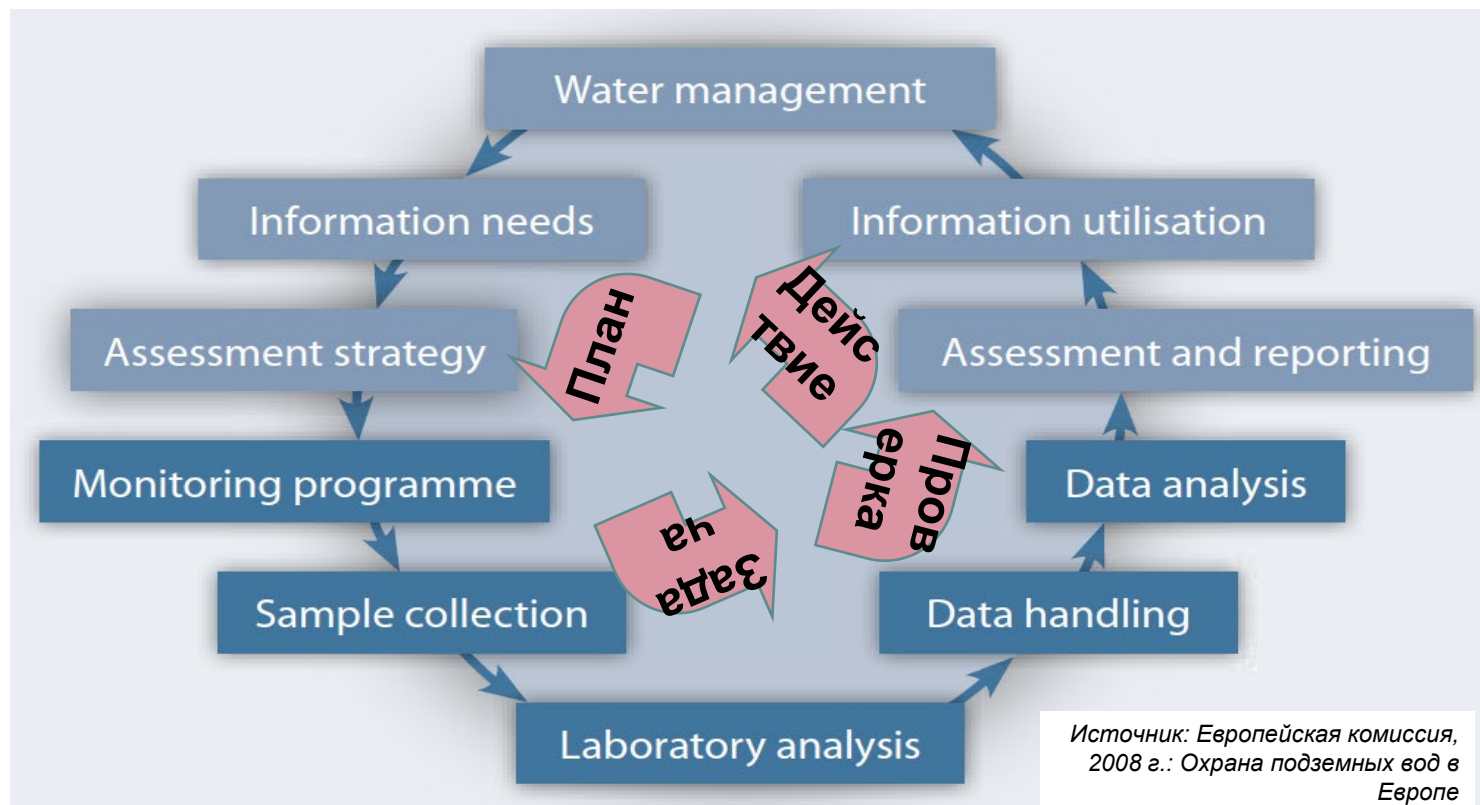 Water management
Information needs
Information utilisation
Assessment strategy
План
Дейс
твие
Assessment and reporting
Monitoring programme
Пров
ерка
Data analysis
Зада
ча
Sample collection
Data handling
Laboratory analysis
Источник: Европейская комиссия,
2008 г.: Охрана подземных вод в
Европе